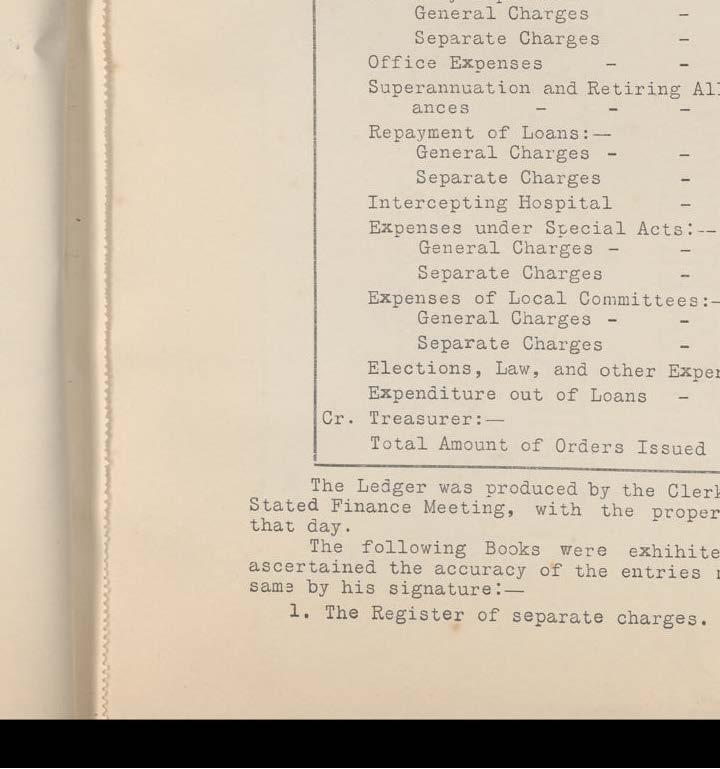 General Charges -
Separate Charges -
Office Expenses - -
Superannuation and Retiring All
ances - - -
Repayment of Loans:—
General Charges - -
Separate Charges -
Intercepting Hospital -
Expenses under Special Acts:--
General Charges - -
Separate Charges -
Expenses of Local Committees:-
General Charges - -
Separate Charges -
Elections, Law, and other Expen
Expenditure out of Loans -
Cr. Treasurer:—
Total Amount of Orders Issued
The Ledger was produced by the Clerk
Stated Finance Meeting, with the proper
that day.
The following Books were exhibite
ascertained the accuracy of the entries
same by his signature:—
1. The Register of separate charges.